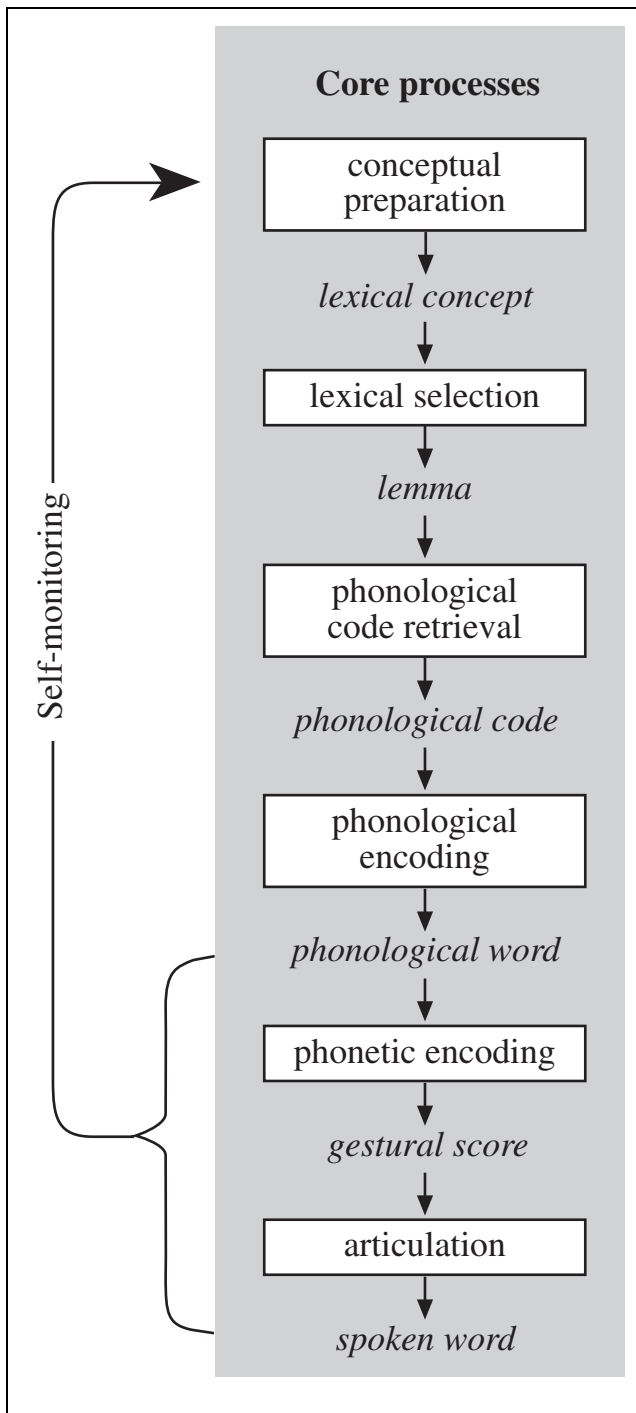 Core processes
conceptual
preparation
lexical concept
lexical selection
lemma
Self-monitoring
phonological
code retrieval
phonological code
phonological
encoding
phonological word
phonetic encoding
gestural score
articulation
spoken word